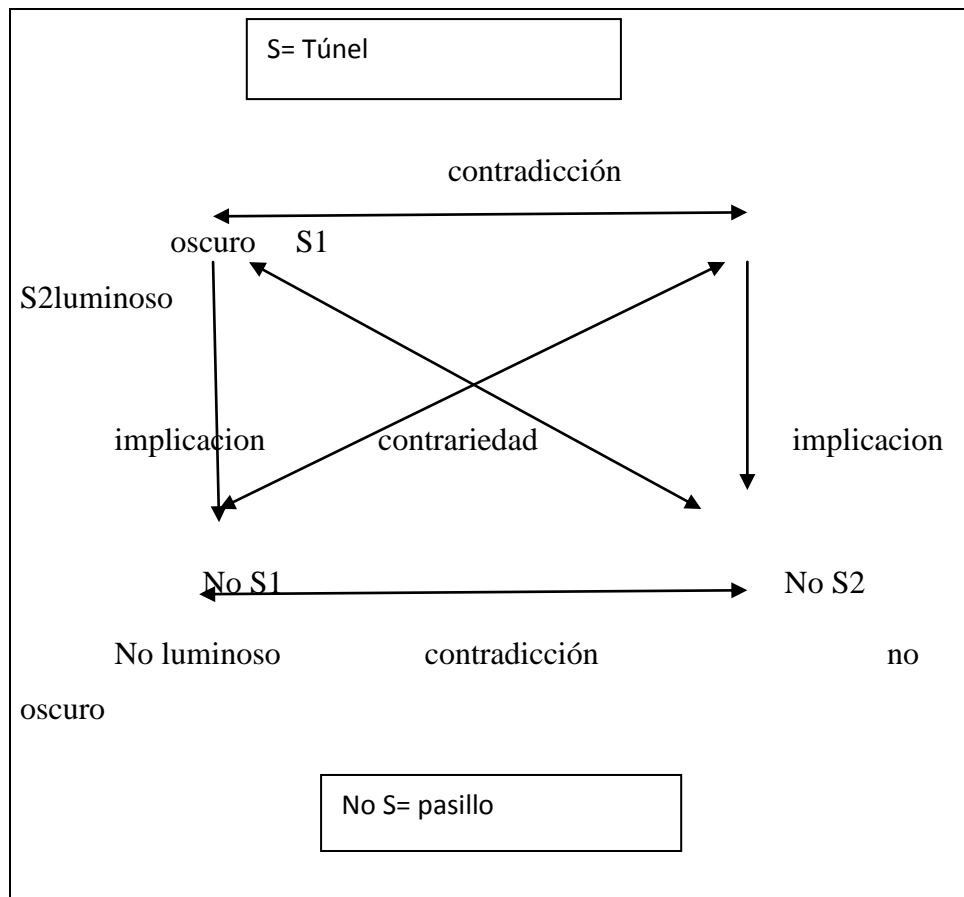 S= Túnel
contradicción
oscuro S1
S2luminoso
implicacion contrariedad implicacion
No S1 No S2
No luminoso contradicción no
oscuro
No S= pasillo